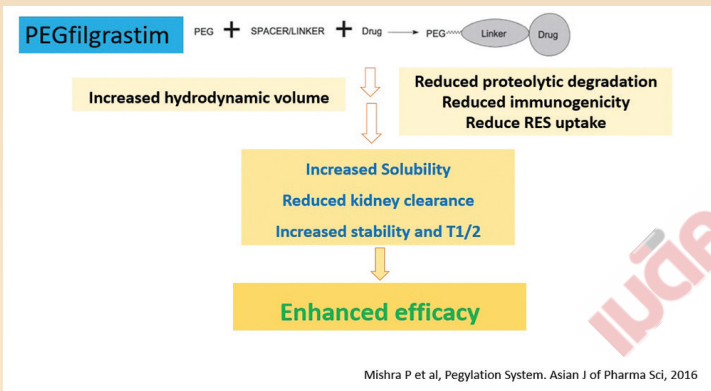 PEGfilgrastim
PEG + SPACER/LINKER + Drug PEG Linker Drug
Increased hydrodynamic volume
Reduced proteolytic degradation
Reduced immunogenicity
Reduce RES uptake
Increased Solubility
Reduced kidney clearance
Increased stability and T1/2
Enhanced efficacy
Mishra P et al, Pegylation System. Asian J of Pharma Sci, 2016